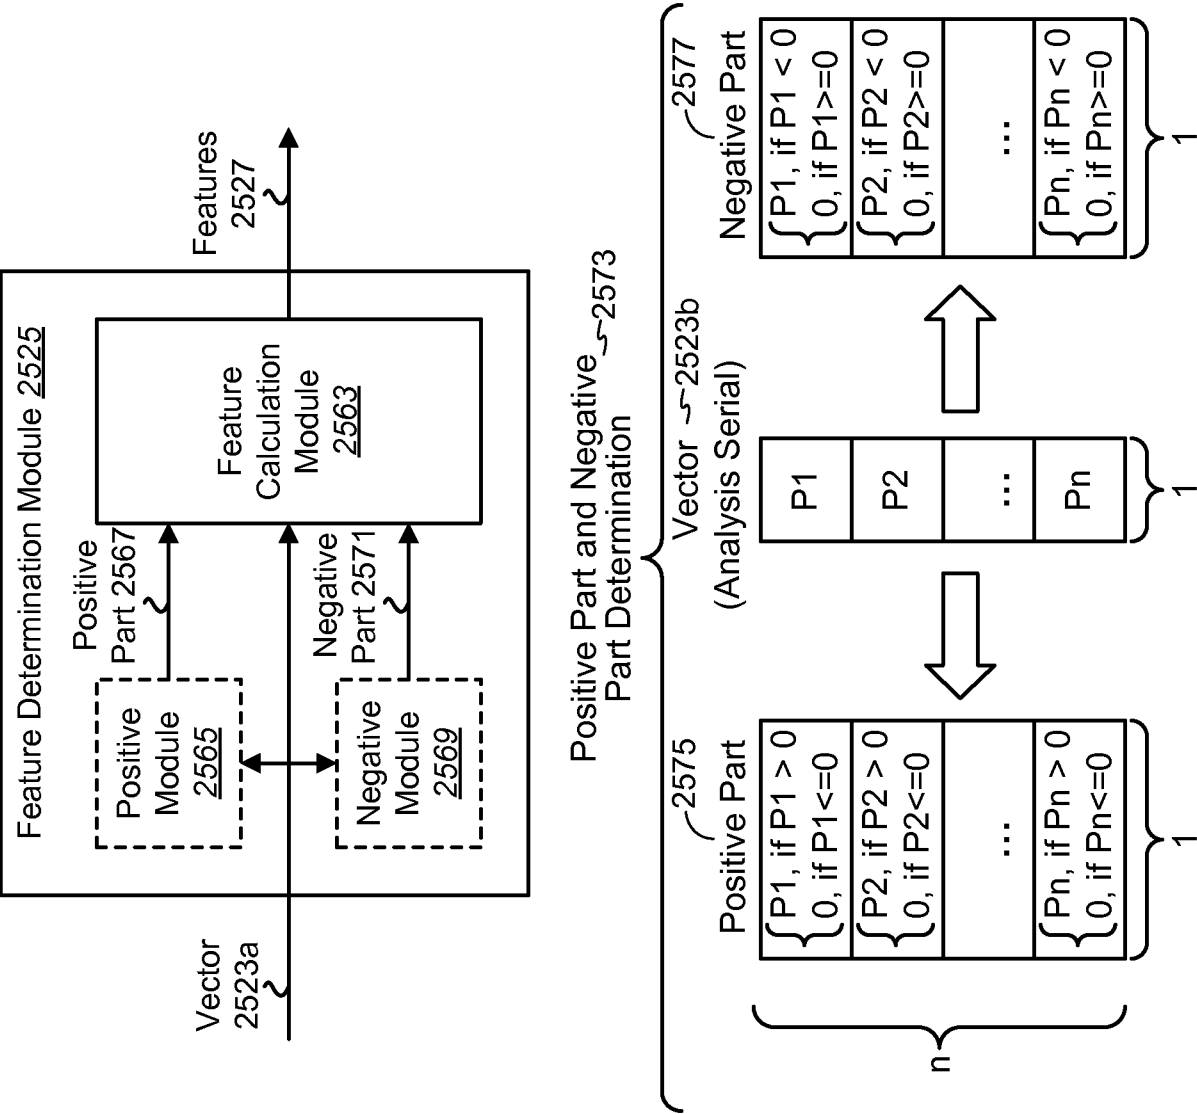 Feature Determination Module 2525
Vector
2523a
Positive
Module
2565
Negative
Module
2569
Positive
Part 2567
Negative
Part 2571
Feature
Calculation
Module
2563
Features
2527
Positive Part and Negative 2573
Part Determination
2575
Positive Part
P1, if P1 > 0
0, if P1<=0
P2, if P2 > 0
0, if P2<=0
...
Pn, if Pn > 0
0, if Pn<=0
n
1
Vector 2523b
(Analysis Serial)
P1
P2
...
Pn
1
2577
Negative Part
P1, if P1 < 0
0, if P1>=0
P2, if P2 < 0
0, if P2>=0
...
Pn, if Pn < 0
0, if Pn>=0
1